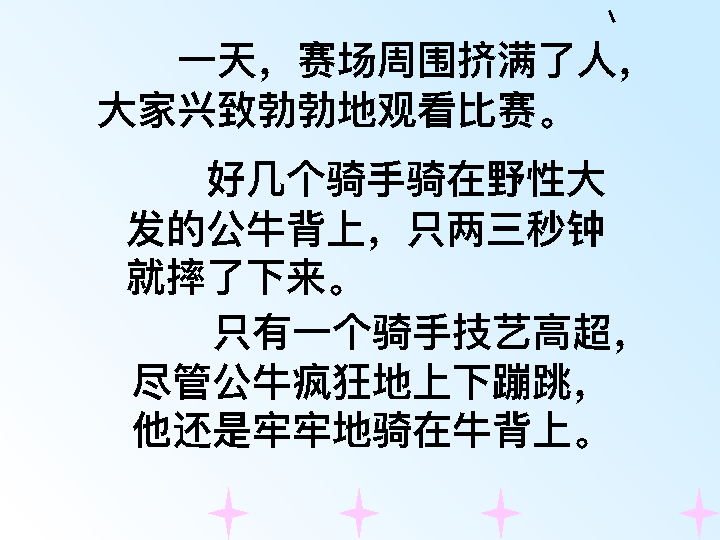 一天，赛场周围挤满了人，
大家兴致勃勃地观看比赛。
好几个骑手骑在野性大
发的公牛背上，只两三秒钟
就摔了下来。
只有一个骑手技艺高超，
尽管公牛疯狂地上下蹦跳，
他还是牢牢地骑在牛背上。